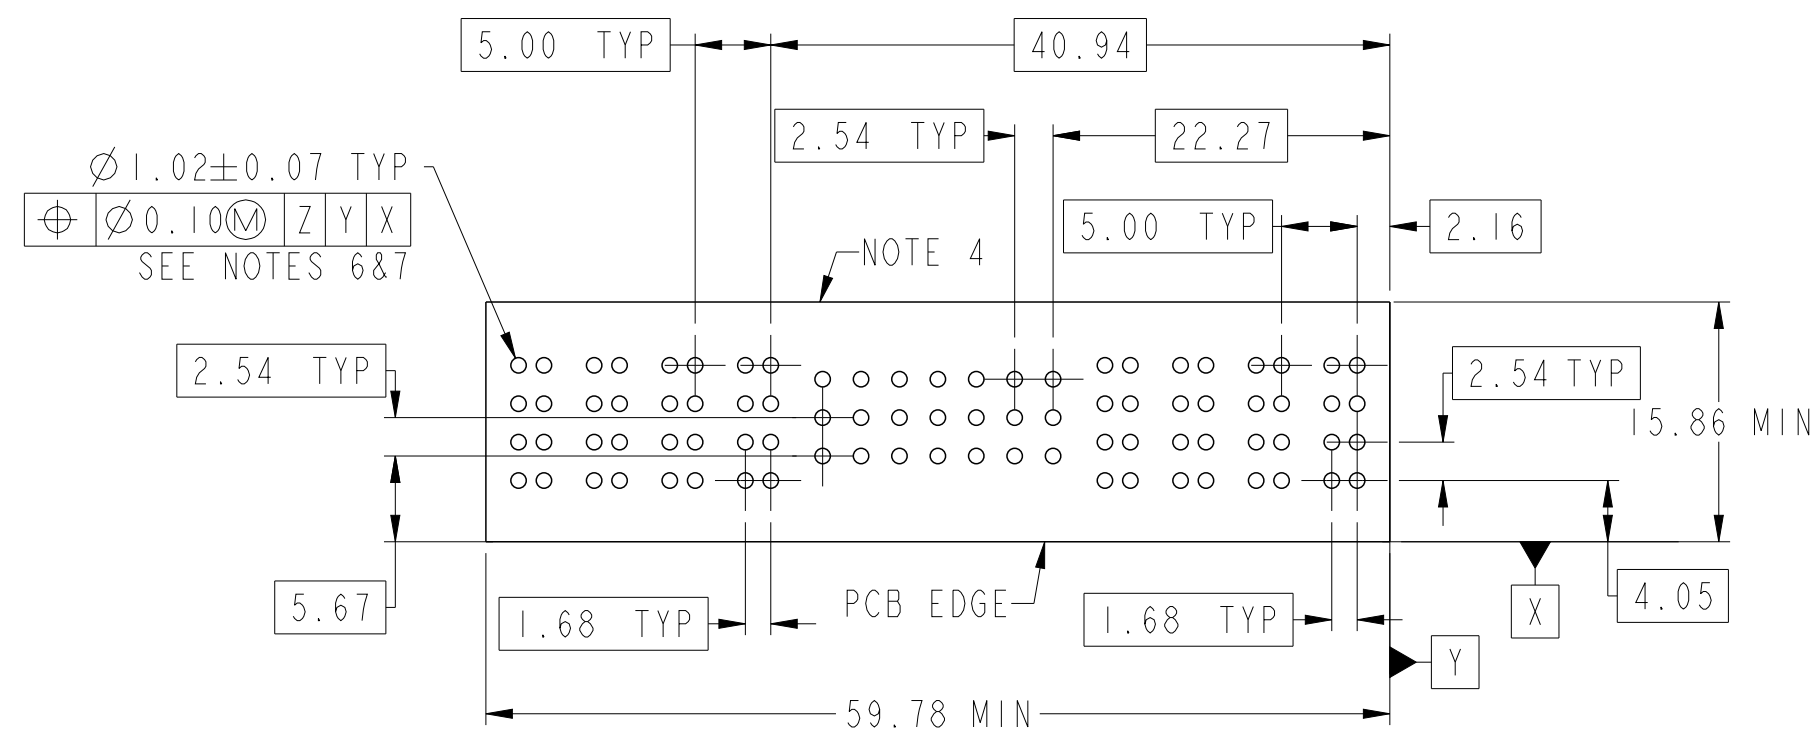 5.00 TYP
40.94
2.54 TYP
22.27
Ø1.02±0.07 TYP
⌖ Ø0.10Ⓜ Z Y X
SEE NOTES 6&7
5.00 TYP
2.16
NOTE 4
2.54 TYP
2.54 TYP
15.86 MIN
5.67
1.68 TYP
PCB EDGE
1.68 TYP
X
4.05
Y
59.78 MIN